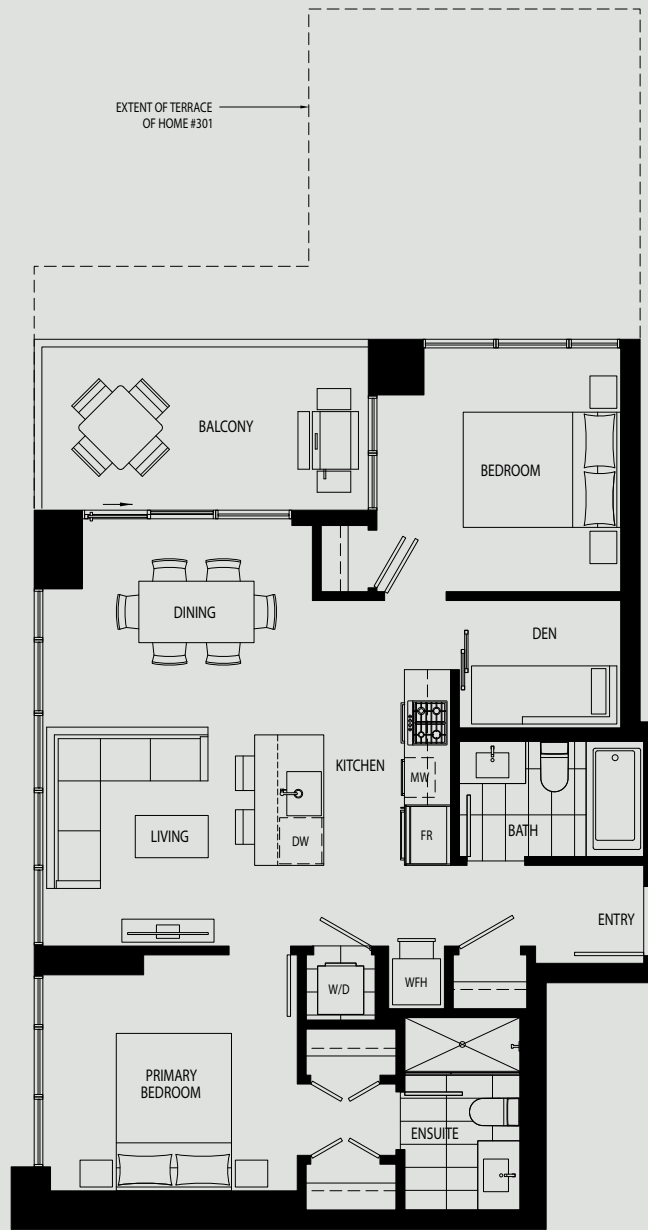 EXTENT OF TERRACE
OF HOME #301
BALCONY
BEDROOM
DINING
DEN
KITCHEN
MW
LIVING
DW
FR
BATH
ENTRY
W/D
WFH
PRIMARY
BEDROOM
ENSUITE